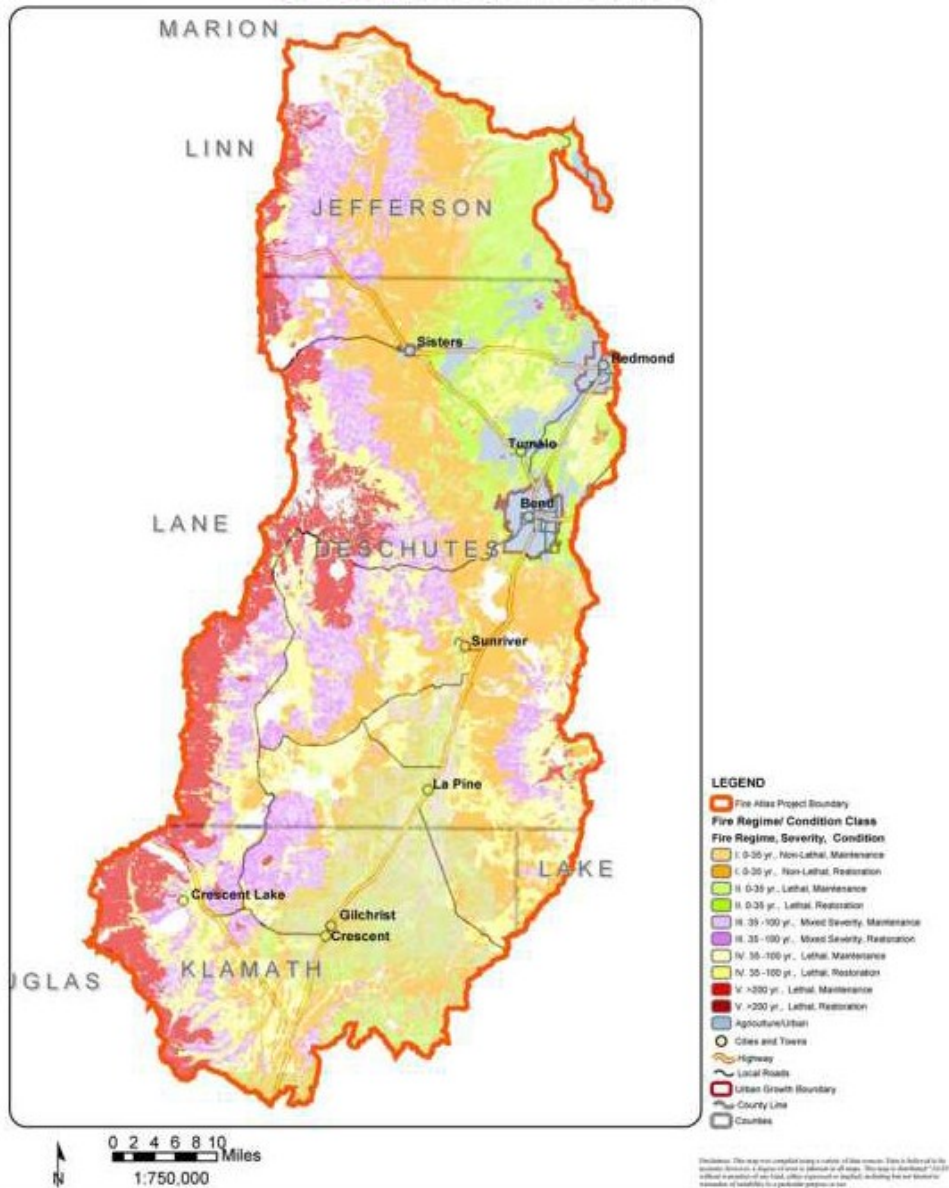 MARION
LINN
JEFFERSON
Sisters
Redmond
Tumalo
Bend
LANE
DESCHUTES
Sunriver
La Pine
LAKE
Crescent Lake
Gilchrist
Crescent
KLAMATH
UGLAS
LEGEND
Fire Atlas Project Boundary
Fire Regime/ Condition Class
Fire Regime, Severity, Condition
I. 0-35 yr., Non-Lethal, Maintenance
I. 0-35 yr., Non-Lethal, Restoration
II. 0-35 yr., Lethal, Maintenance
II. 0-35 yr., Lethal, Restoration
III. 35 -100 yr., Mixed Severity, Maintenance
III. 35 -100 yr., Mixed Severity, Restoration
IV. 35 -100 yr., Lethal, Maintenance
IV. 35 -100 yr., Lethal, Restoration
V. >200 yr., Lethal, Maintenance
V. >200 yr., Lethal, Restoration
Agriculture/Urban
Cities and Towns
Highway
Local Roads
Urban Growth Boundary
County Line
Counties
0 2 4 6 8 10
Miles
N
1:750,000